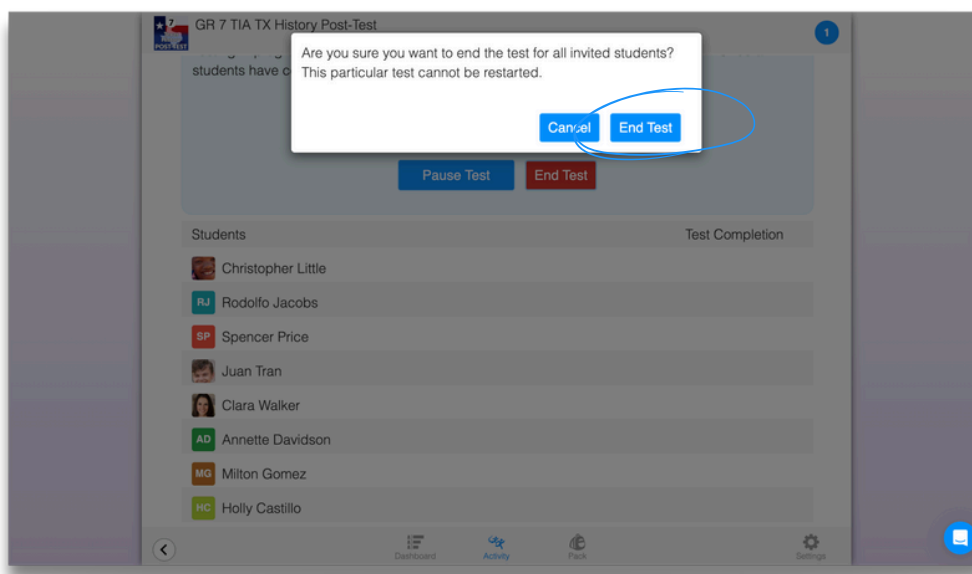 7
POST-TEST
GR 7 TIA TX History Post-Test
1
Are you sure you want to end the test for all invited students?
This particular test cannot be restarted.
students have c
Cancel
End Test
Pause Test
End Test
Students
Test Completion
Christopher Little
RJ
Rodolfo Jacobs
SP
Spencer Price
Juan Tran
Clara Walker
AD
Annette Davidson
MG
Milton Gomez
HC
Holly Castillo
Dashboard
Activity
Pack
Settings